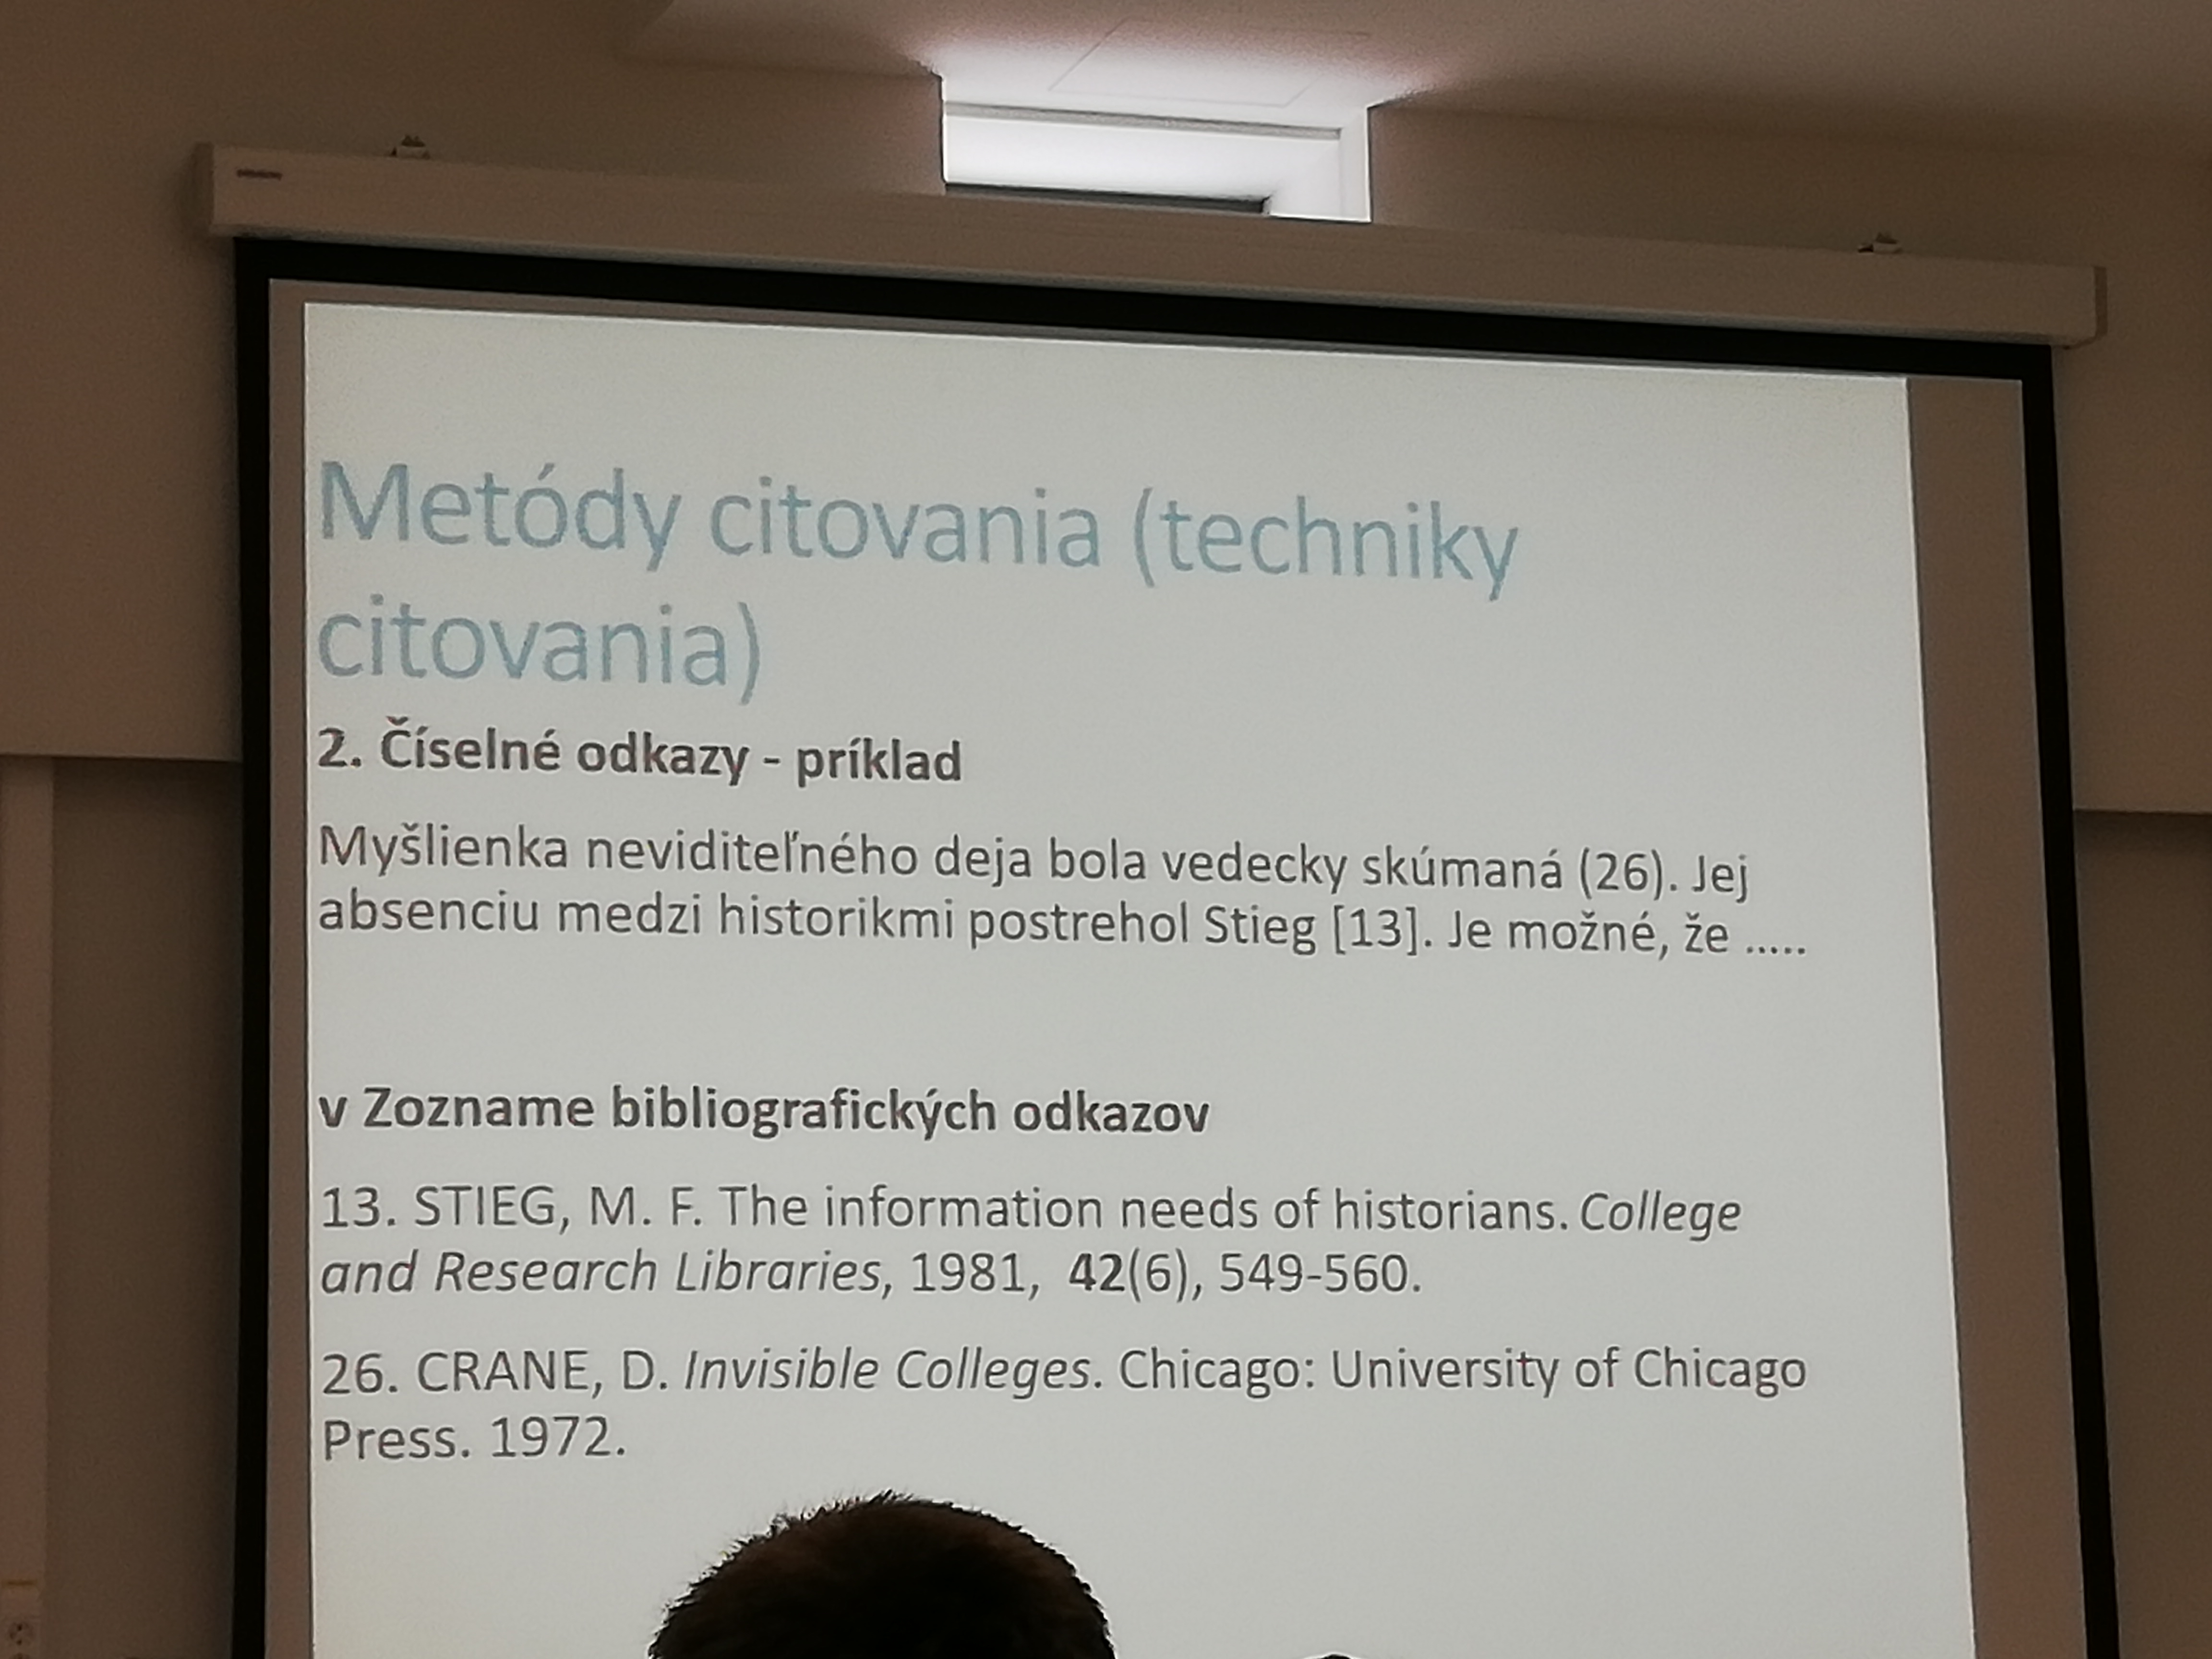 Metódy citovania (techniky
citovania)
2. Číselné odkazy - príklad
Myšlienka neviditeľného deja bola vedecky skúmaná (26). Jej
absenciu medzi historikmi postrehol Stieg [13]. Je možné, že .....
v Zozname bibliografických odkazov
13. STIEG, M. F. The information needs of historians. College
and Research Libraries, 1981, 42(6), 549-560.
26. CRANE, D. Invisible Colleges. Chicago: University of Chicago
Press. 1972.